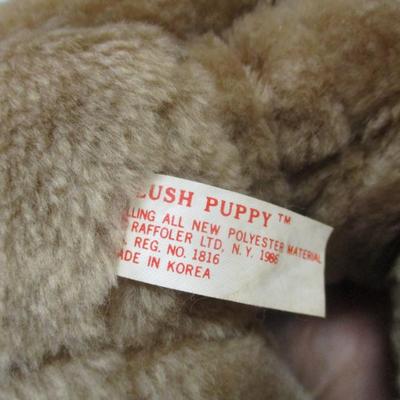 LUSH PUPPY™
LLING ALL NEW POLYESTER MATERIAL
RAFFOLER LTD, N.Y. 1986
. REG. NO. 1816
ADE IN KOREA